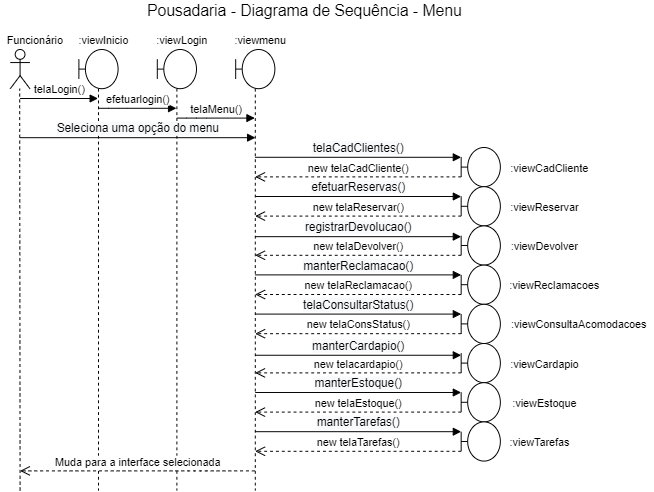 Pousadaria - Diagrama de Sequência - Menu
Funcionário :viewInicio :viewLogin :viewmenu
telaLogin()
efetuarlogin()
telaMenu()
Seleciona uma opção do menu
telaCadClientes()
new telaCadCliente() :viewCadCliente
efetuarReservas()
new telaReservar() :viewReservar
registrarDevolucao()
new telaDevolver() :viewDevolver
manterReclamacao()
new telaReclamacao() :viewReclamacoes
telaConsultarStatus()
new telaConsStatus() :viewConsultaAcomodacoes
manterCardapio()
new telacardapio() :viewCardapio
manterEstoque()
new telaEstoque() :viewEstoque
manterTarefas()
new telaTarefas() :viewTarefas
Muda para a interface selecionada